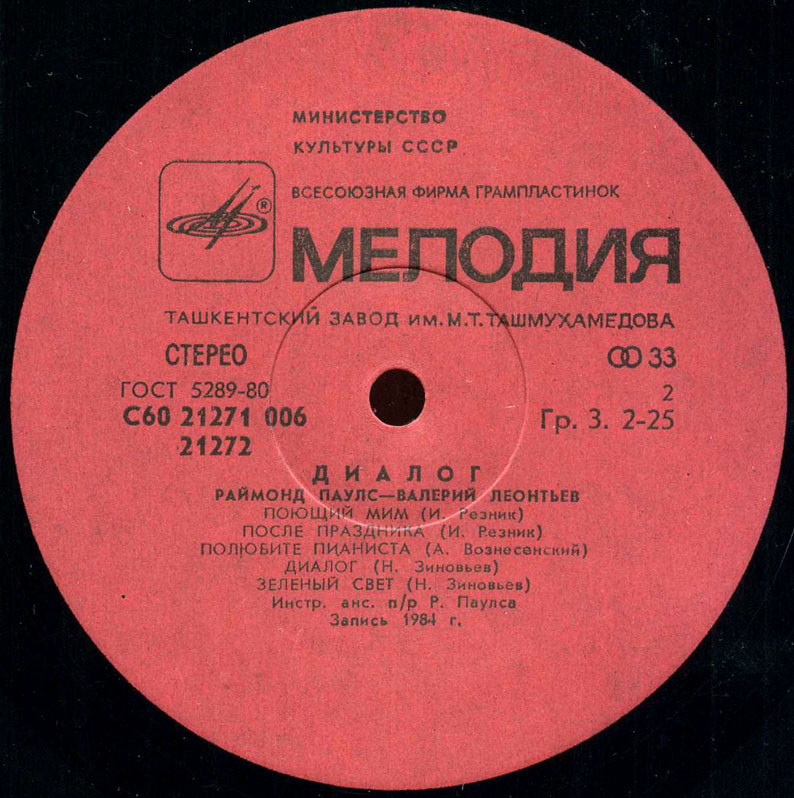 МИНИСТЕРСТВО
КУЛЬТУРЫ СССР
ВСЕСОЮЗНАЯ ФИРМА ГРАМПЛАСТИНОК
®
МЕЛОДИЯ
ТАШКЕНТСКИЙ ЗАВОД ИМ. М.Т. ТАШМУХАМЕДОВА
СТЕРЕО 33
ГОСТ 5289-80 2
С60 21271 006 Гр. 3. 2-25
21272
ДИАЛОГ
РАЙМОНД ПАУЛС—ВАЛЕРИЙ ЛЕОНТЬЕВ
ПОЮЩИЙ МИМ (И. Резник)
ПОСЛЕ ПРАЗДНИКА (И. Резник)
ПОЛЮБИТЕ ПИАНИСТА (А. Вознесенский)
ДИАЛОГ (Н. Зиновьев)
ЗЕЛЕНЫЙ СВЕТ (Н. Зиновьев)
Инстр. анс. п/р Р. Паулса
Запись 1984 г.